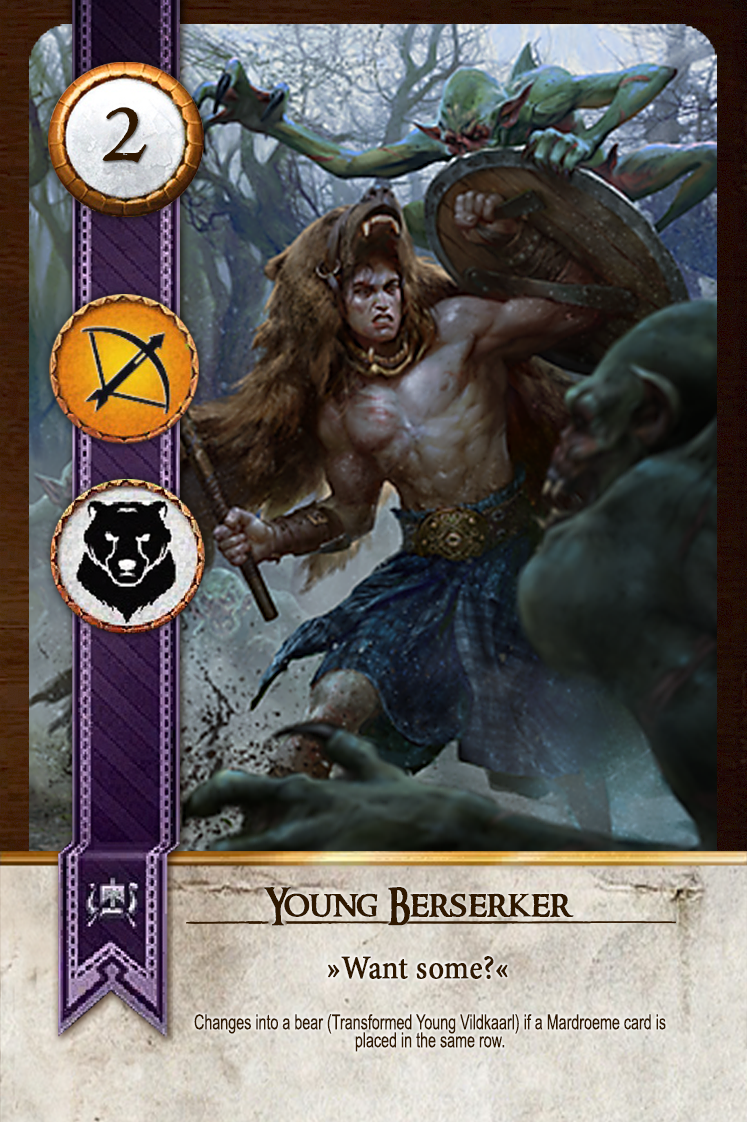 2
Young Berserker
»Want some?«
Changes into a bear (Transformed Young Vildkaarl) if a Mardroeme card is
placed in the same row.